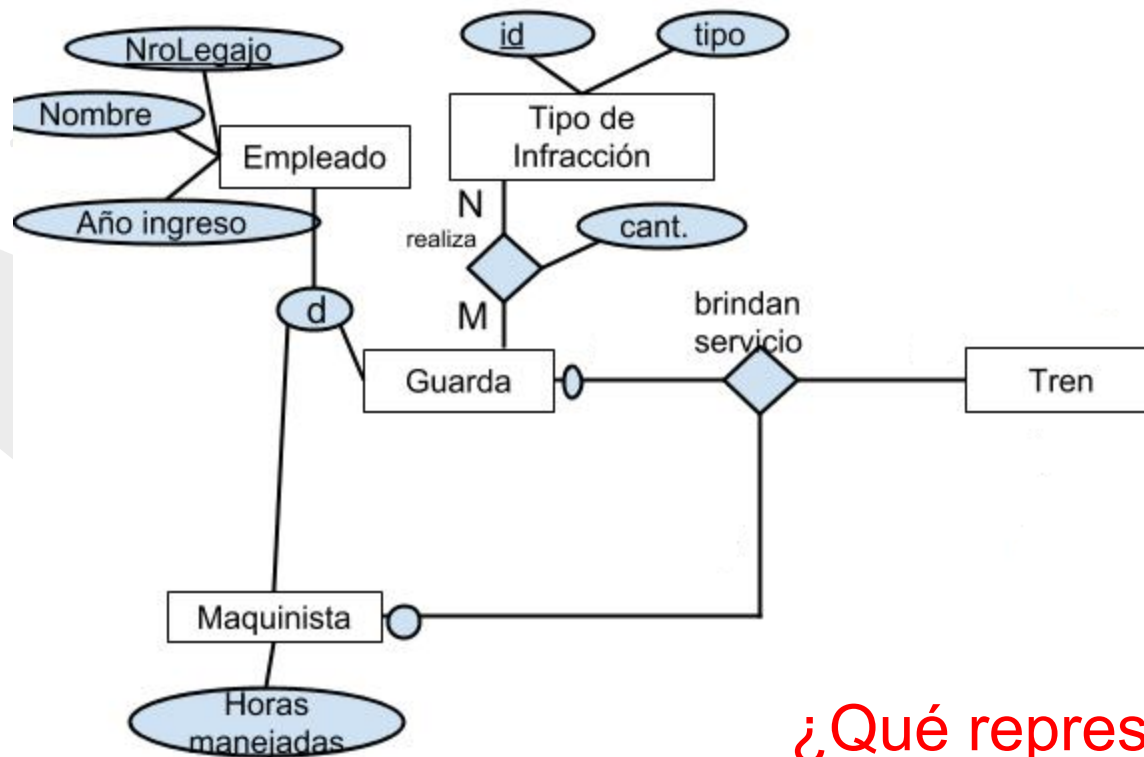 NroLegajo
Nombre
Año ingreso
Empleado
id
tipo
Tipo de
Infracción
N
realiza
cant.
M
d
Guarda
brindan
servicio
Tren
Maquinista
Horas
manejadas
¿Qué repres